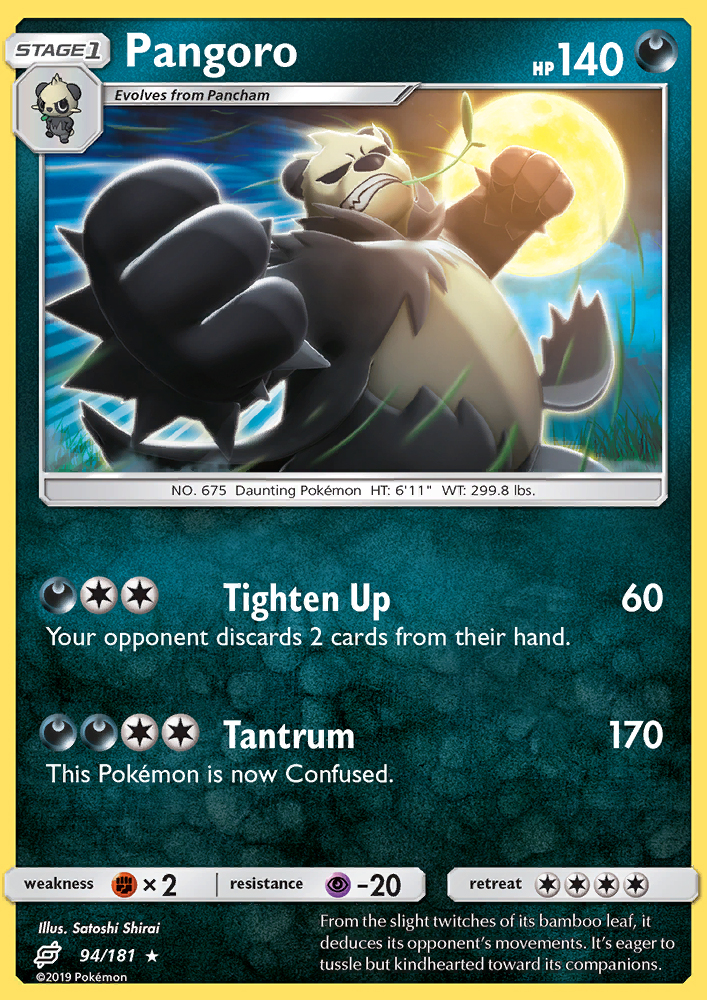 STAGE1
Pangoro
HP 140
Evolves from Pancham
NO. 675 Daunting Pokémon HT: 6'11" WT: 299.8 lbs.
Tighten Up 60
Your opponent discards 2 cards from their hand.
Tantrum 170
This Pokémon is now Confused.
weakness ×2 resistance -20 retreat
Illus. Satoshi Shirai
94/181 ★
©2019 Pokémon
From the slight twitches of its bamboo leaf, it
deduces its opponent's movements. It's eager to
tussle but kindhearted toward its companions.